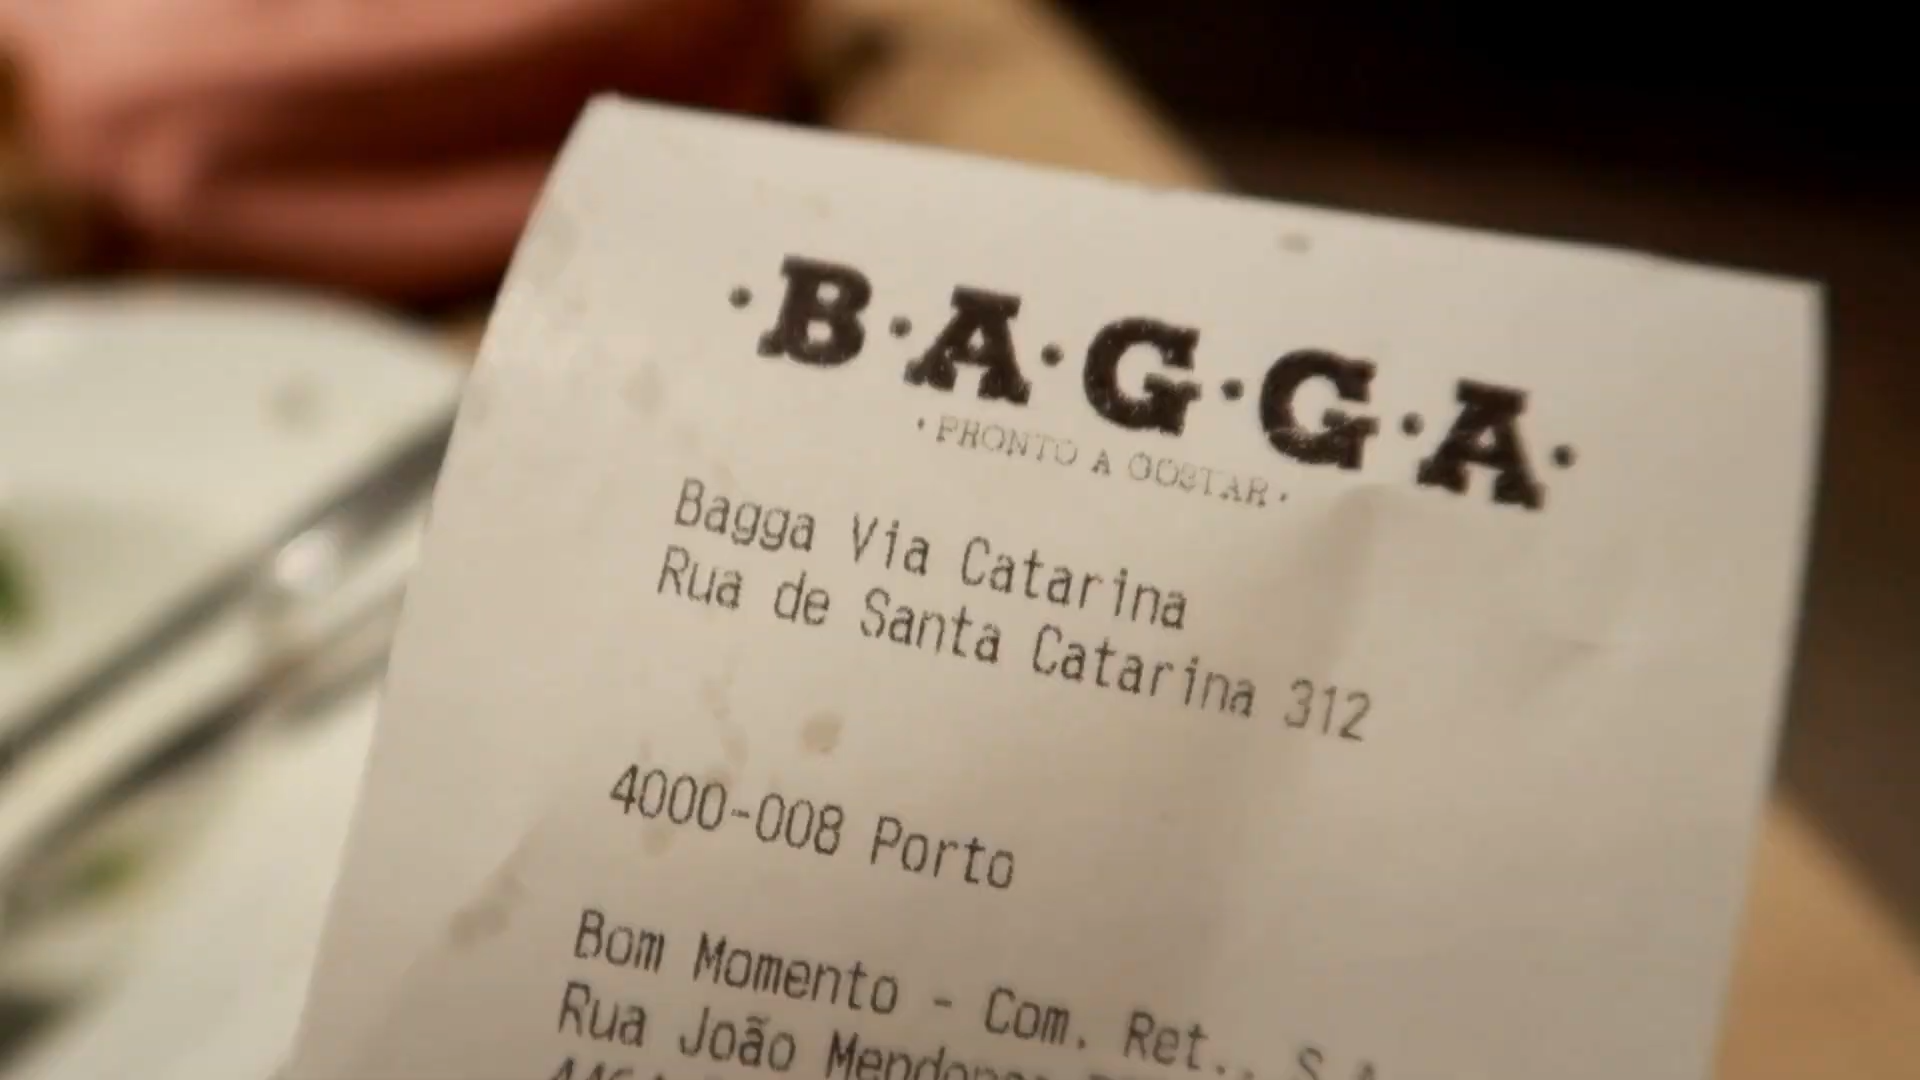 ·B·A·G·G·A·
·PRONTO A GOSTAR·
Bagga Via Catarina
Rua de Santa Catarina 312
4000-008 Porto
Bom Momento - Com. Ret., S.A.
Rua João